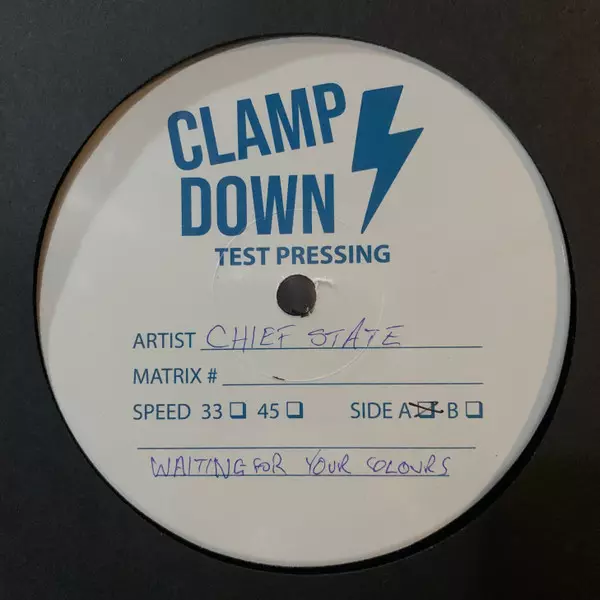 CLAMP
DOWN
TEST PRESSING
ARTIST CHIEF STATE
MATRIX #
SPEED 33 ❏ 45 ❏ SIDE A ❏ B ❏
WAITING FOR YOUR COLOURS